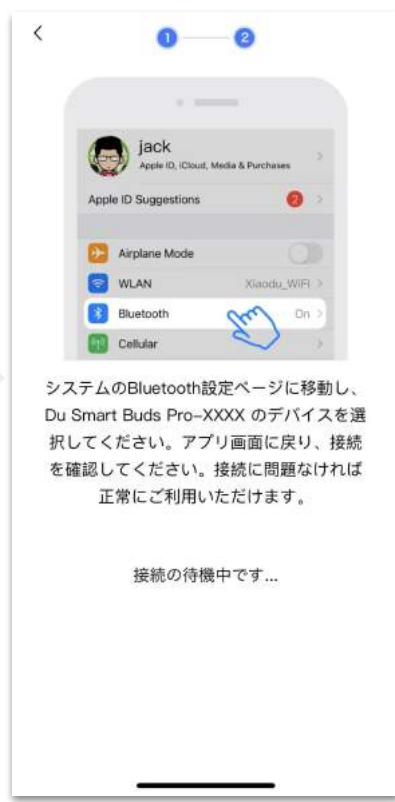 1
2
jack
Apple ID, iCloud, Media & Purchases
Apple ID Suggestions 2
Airplane Mode
WLAN Xiaodu_WiFi
Bluetooth On
Cellular
システムのBluetooth設定ページに移動し、
Du Smart Buds Pro-XXXX のデバイスを選
択してください。アプリ画面に戻り、接続
を確認してください。接続に問題なければ
正常にご利用いただけます。
接続の待機中です...